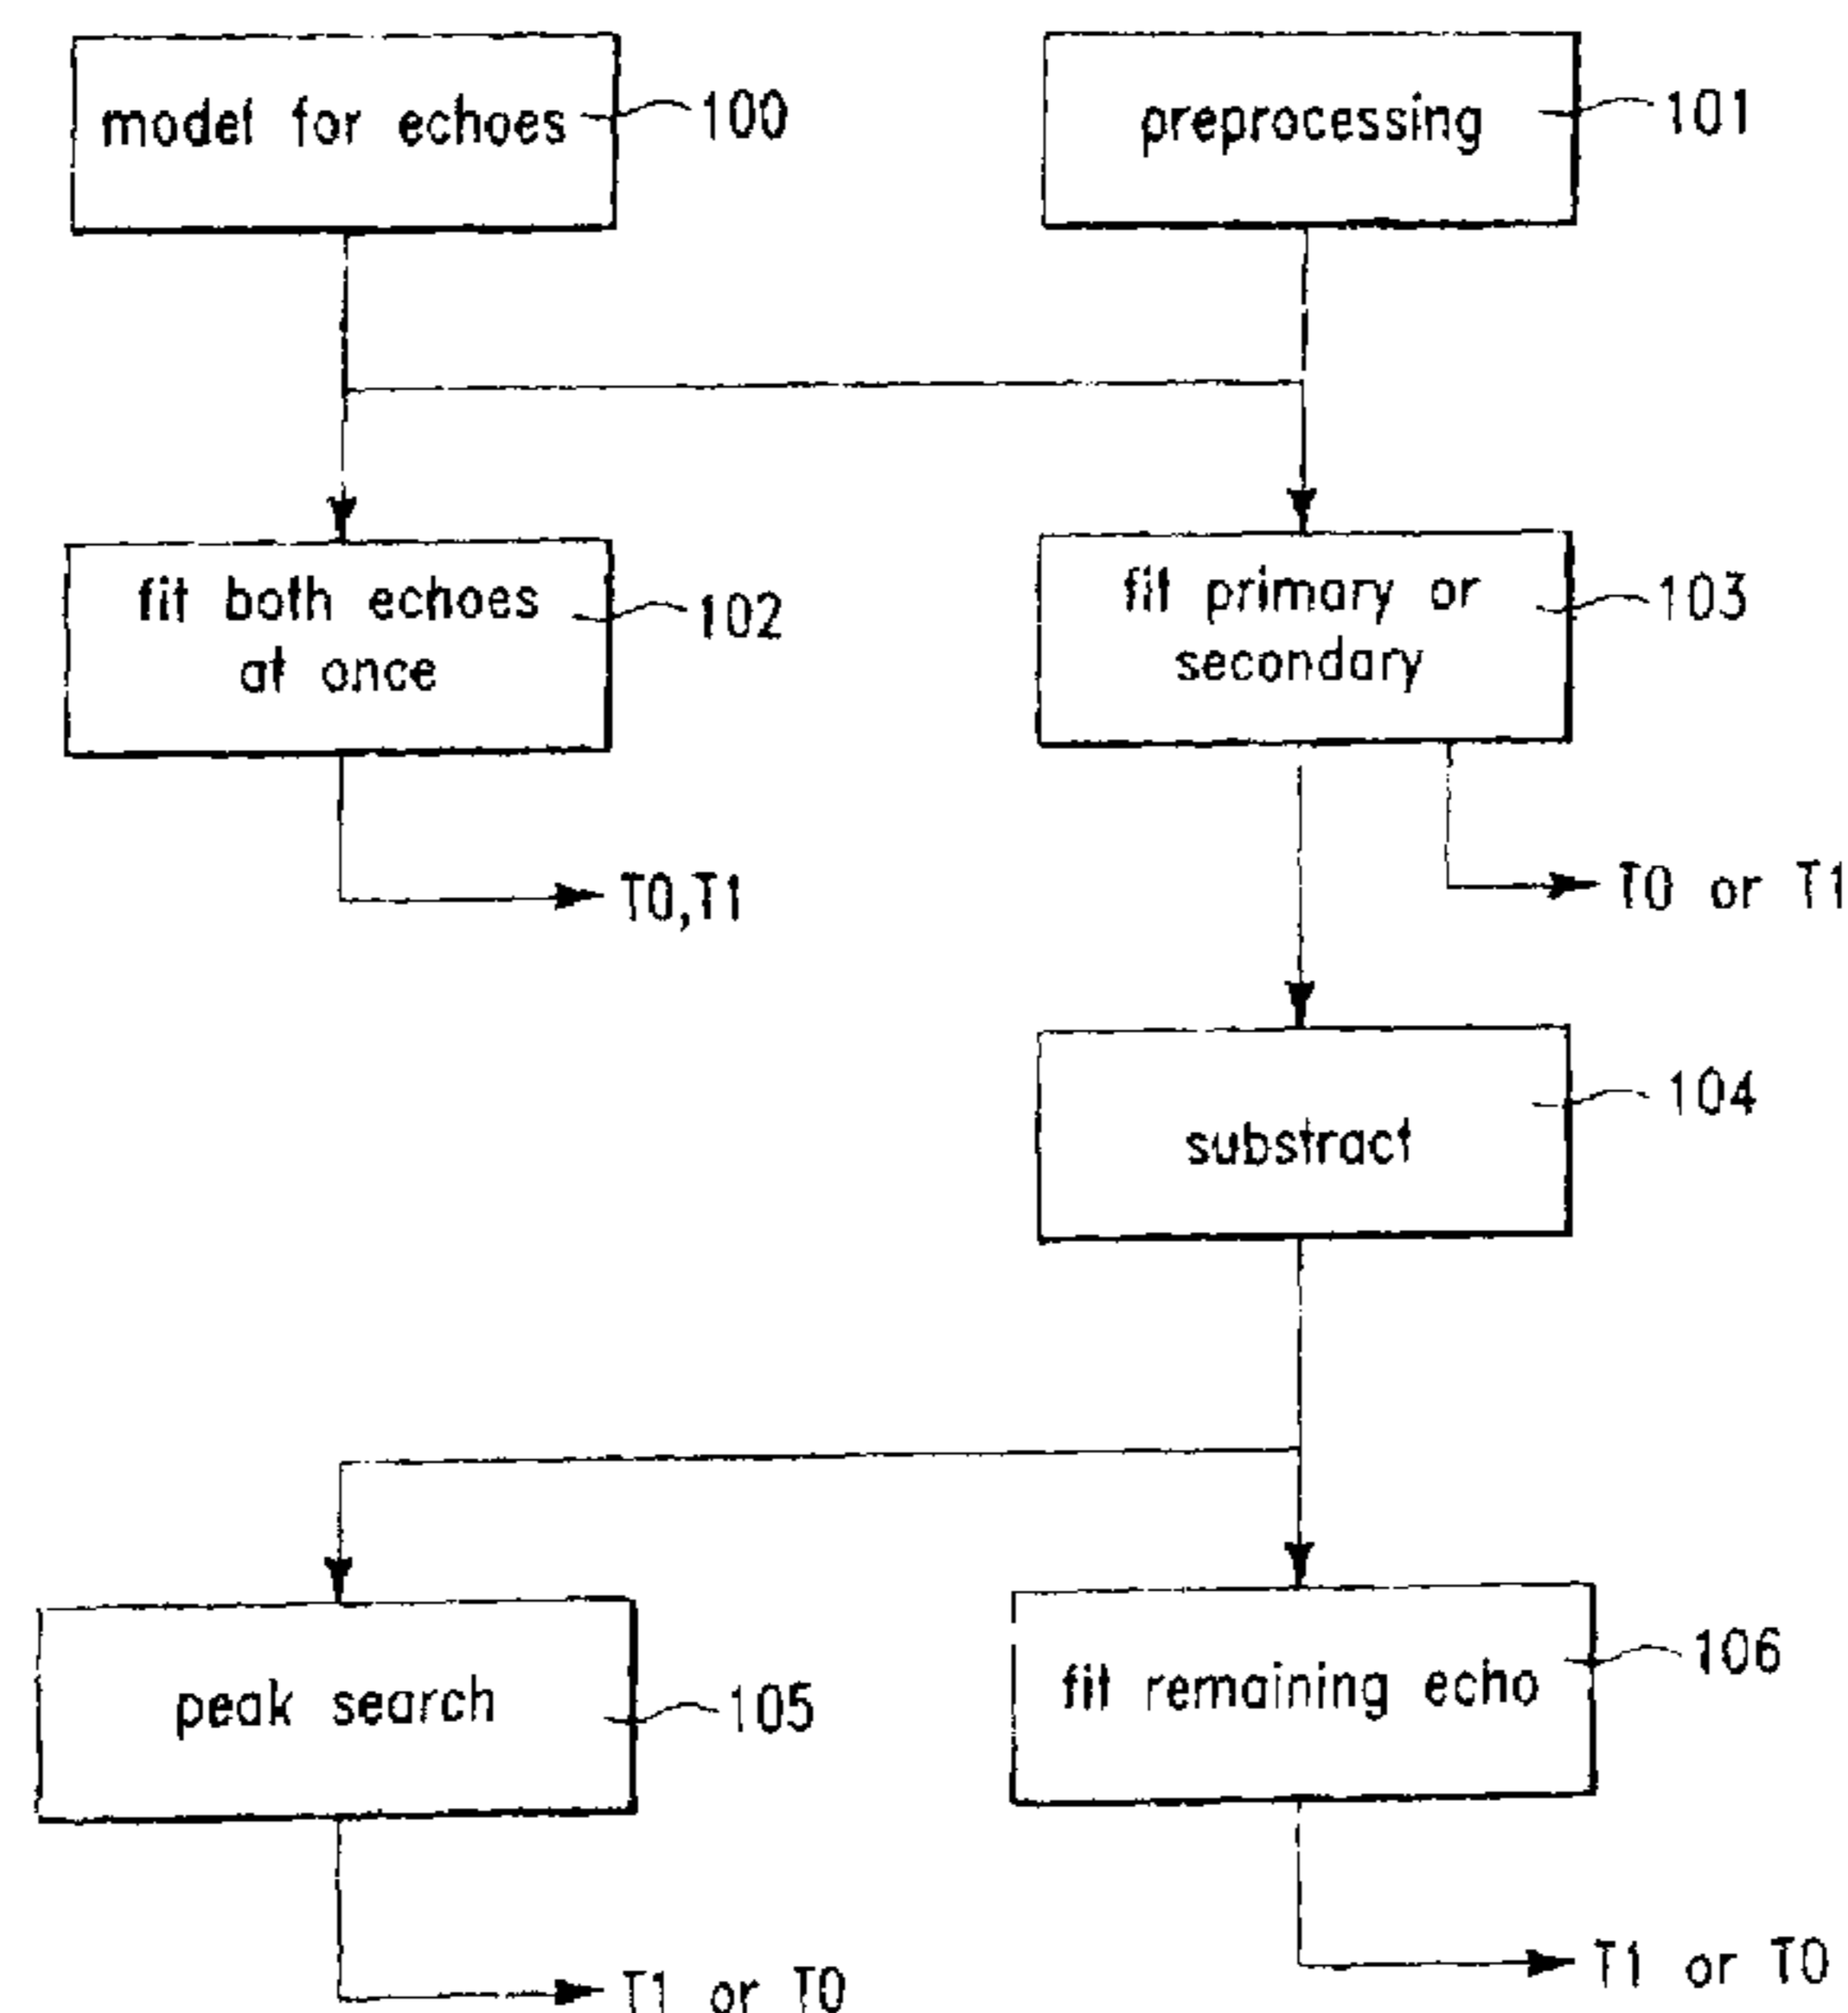 model for echoes
100
preprocessing
101
fit both echoes
at once
102
fit primary or
secondary
103
T0,T1
T0 or T1
substract
104
peak search
105
fit remaining echo
106
T1 or T0
T1 or T0